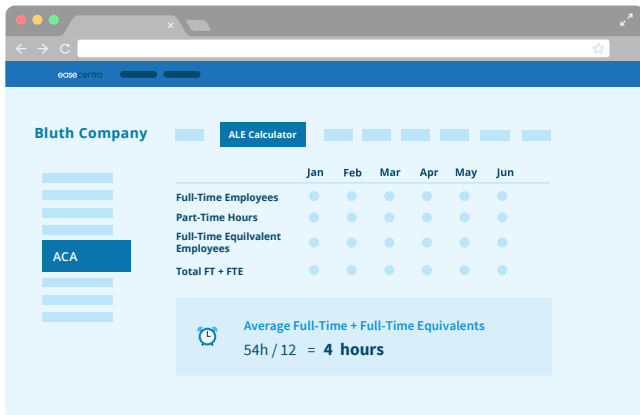 easecentral
Bluth Company
ALE Calculator
Jan Feb Mar Apr May Jun
Full-Time Employees
Part-Time Hours
Full-Time Equilvalent
Employees
Total FT + FTE
ACA
Average Full-Time + Full-Time Equivalents
54h / 12 = 4 hours